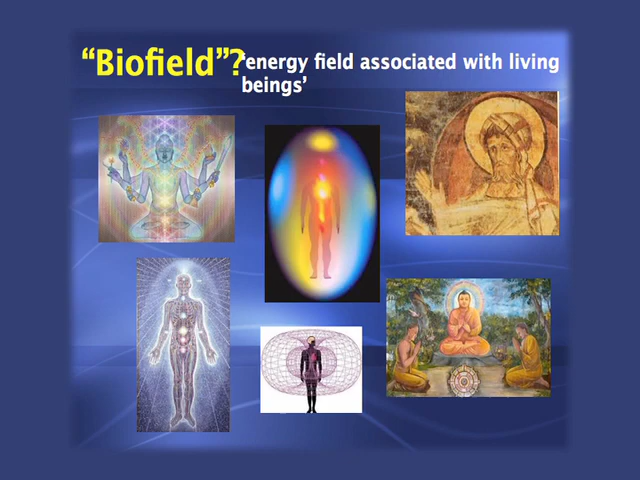 “Biofield”?
‘energy field associated with living
beings’